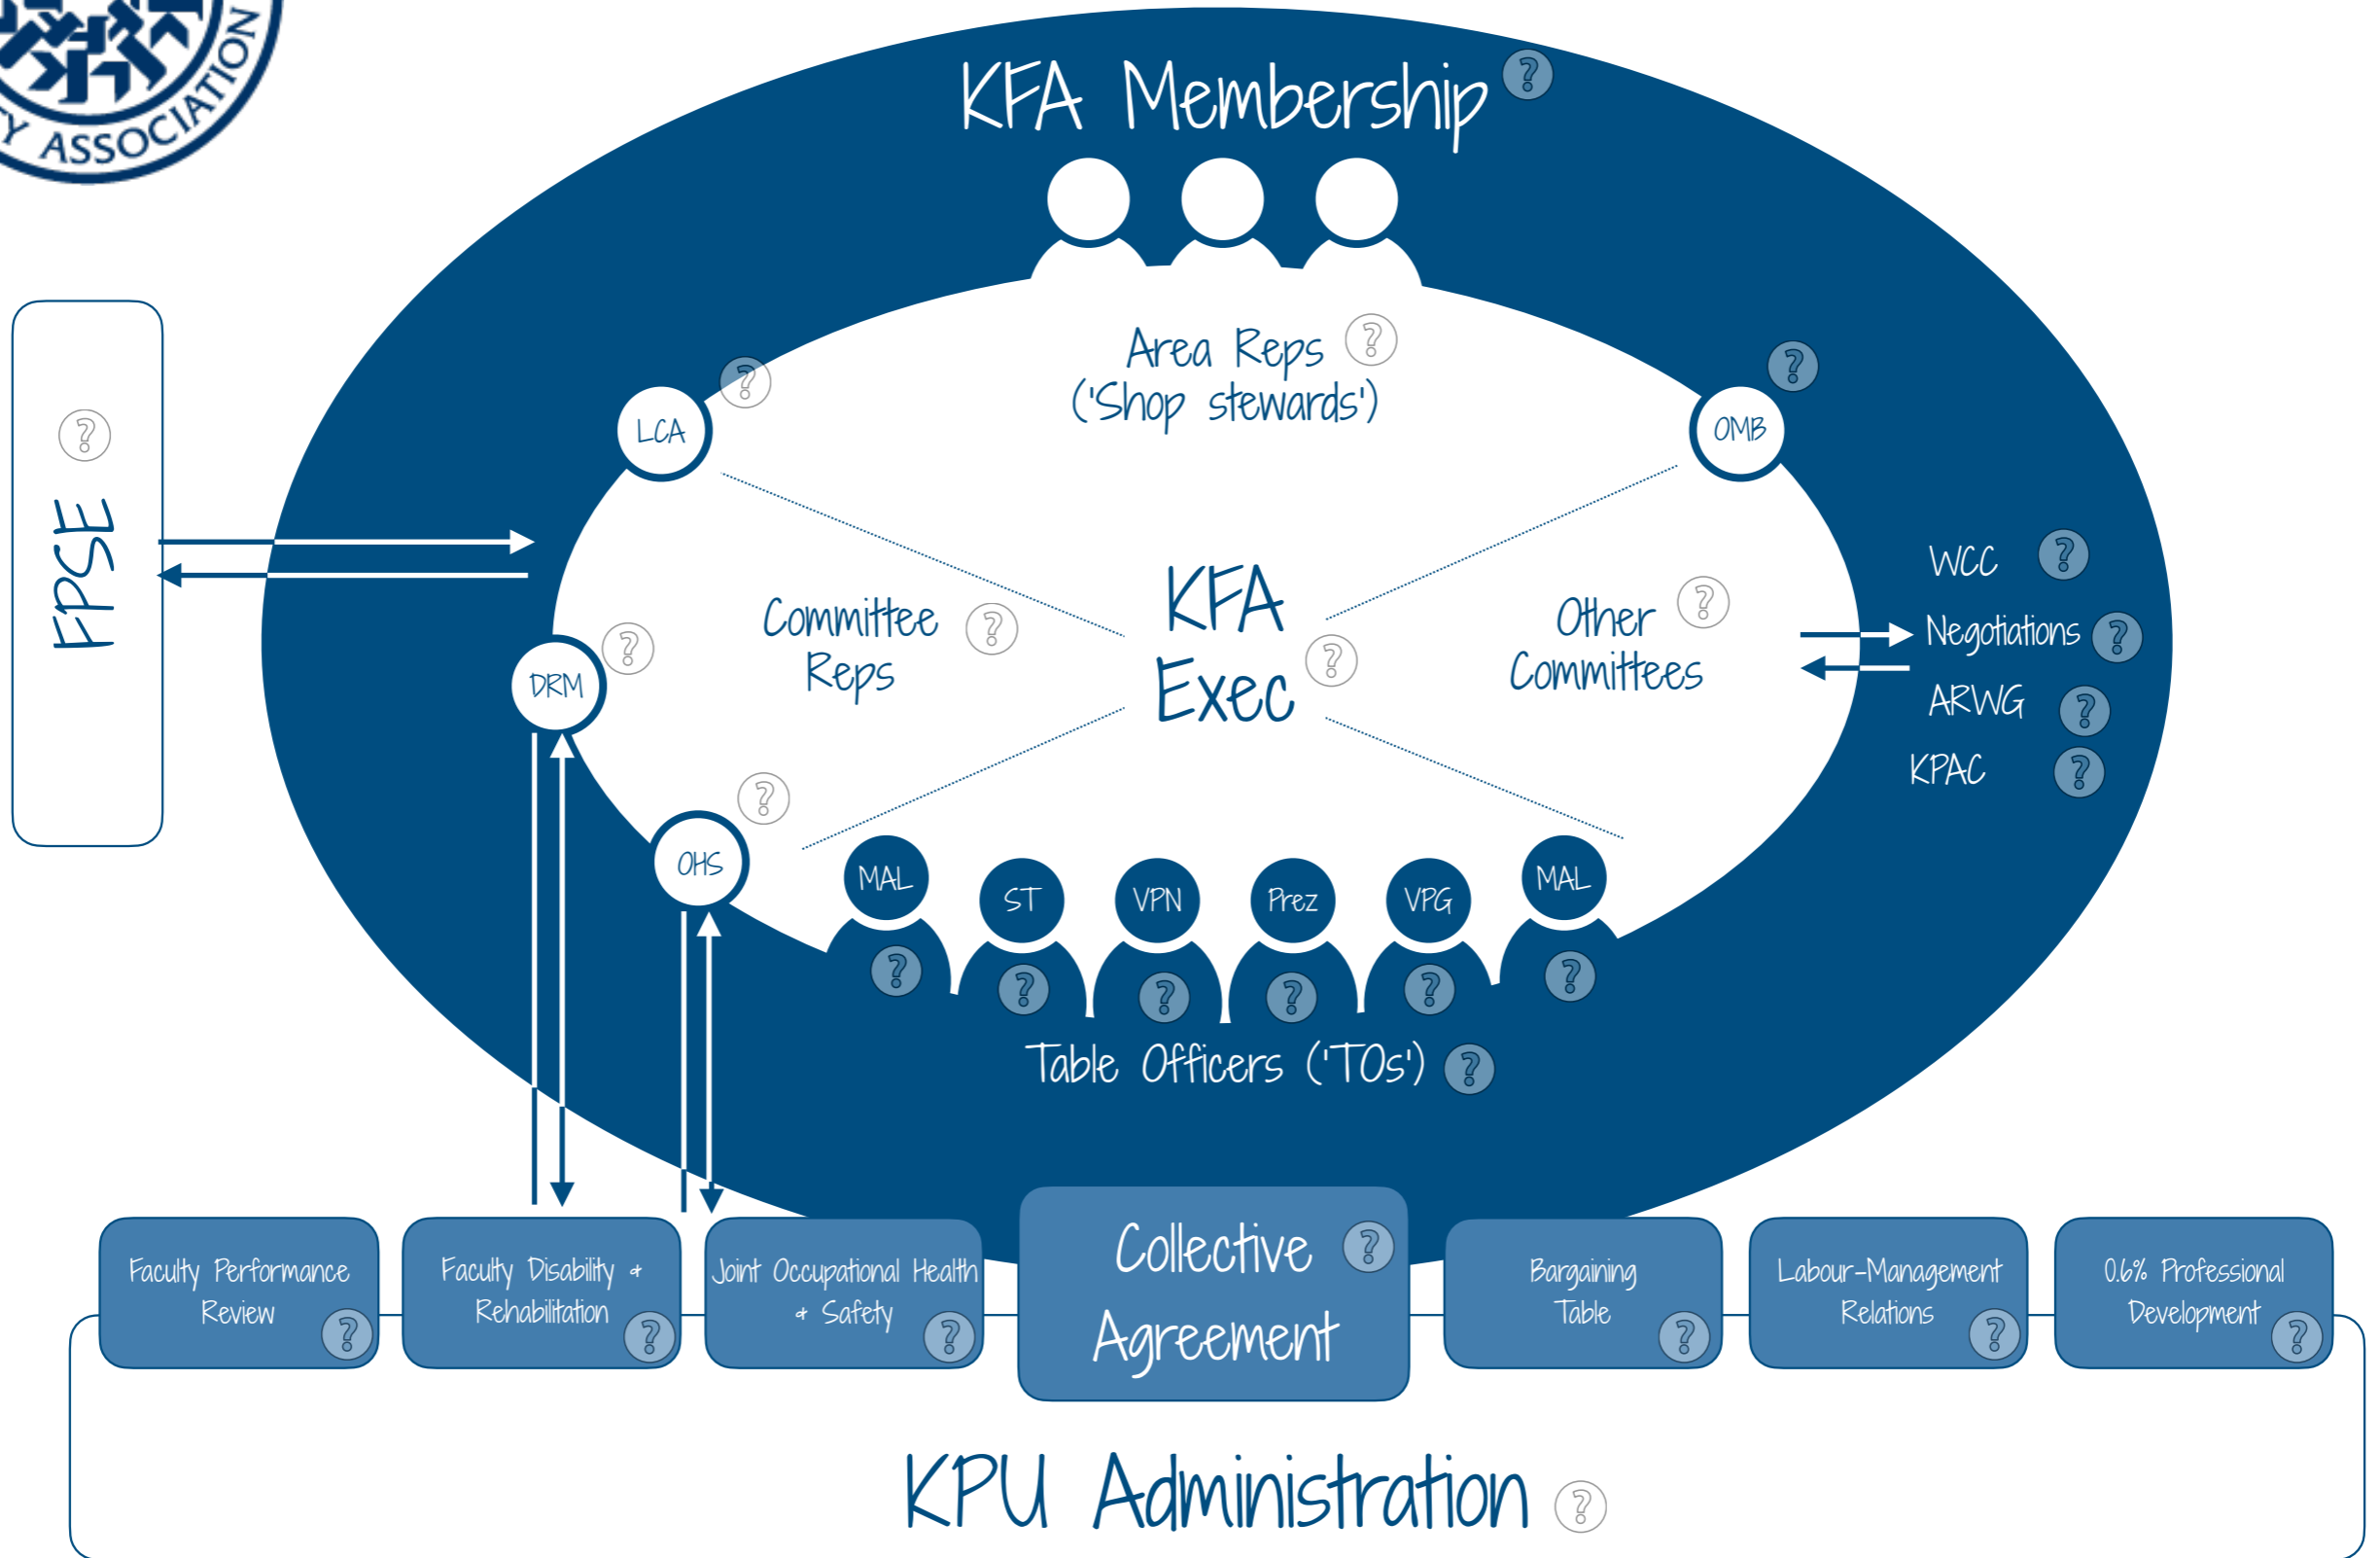 Y ASSOCIATION
KFA Membership ?
Area Reps ?
('Shop stewards')
LCA ?
OMB ?
FPSE ?
DRM ?
Committee ?
Reps
KFA
Exec ?
Other ?
Committees
WCC ?
Negotiations ?
ARWG ?
KPAC ?
OHS ?
MAL ?
ST ?
VPN ?
Prez ?
VPG ?
MAL ?
Table Officers ('TOs') ?
Faculty Performance
Review ?
Faculty Disability &
Rehabilitation ?
Joint Occupational Health
& Safety ?
Collective ?
Agreement
Bargaining
Table ?
Labour-Management
Relations ?
0.6% Professional
Development ?
KPU Administration ?